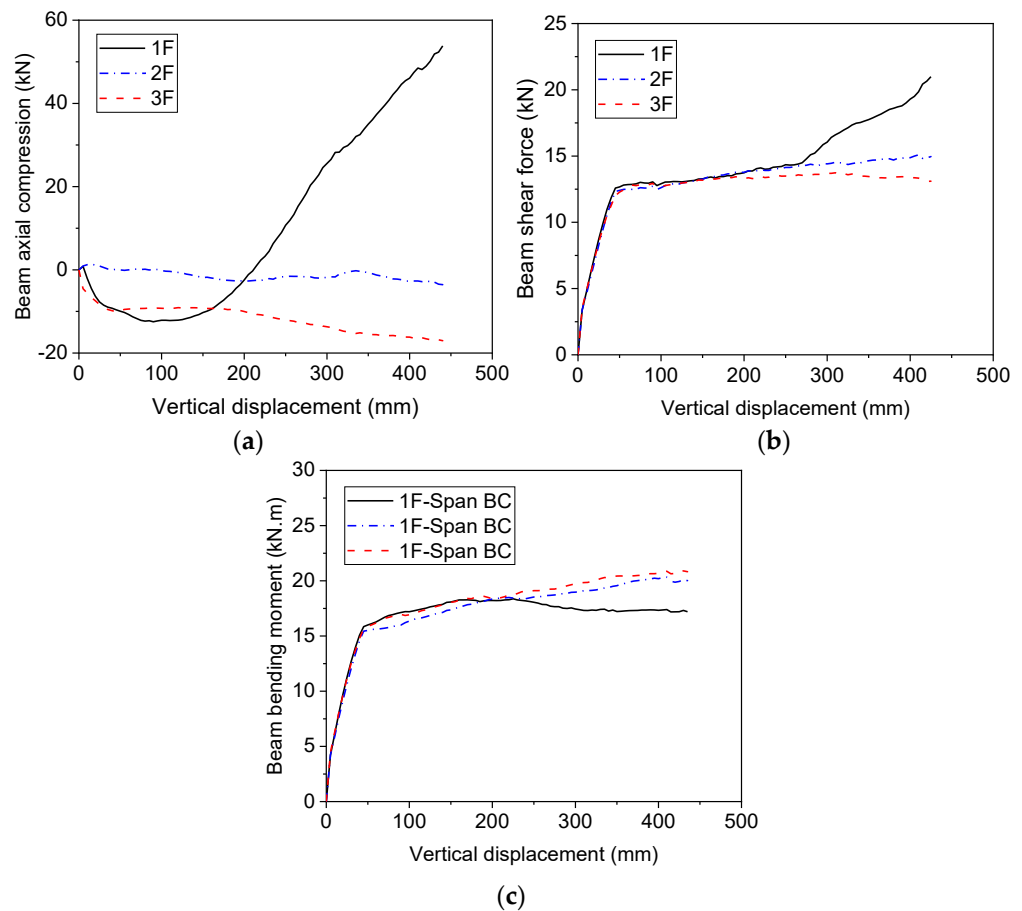 60
50
40
20
0
-20
Beam axial compression (kN)
1F
2F
3F
0
100
200
300
400
500
Vertical displacement (mm)
(a)
25
20
15
10
5
0
Beam shear force (kN)
1F
2F
3F
0
100
200
300
400
500
Vertical displacement (mm)
(b)
30
25
20
15
10
5
0
Beam bending moment (kN.m)
1F-Span BC
1F-Span BC
1F-Span BC
0
100
200
300
400
500
Vertical displacement (mm)
(c)